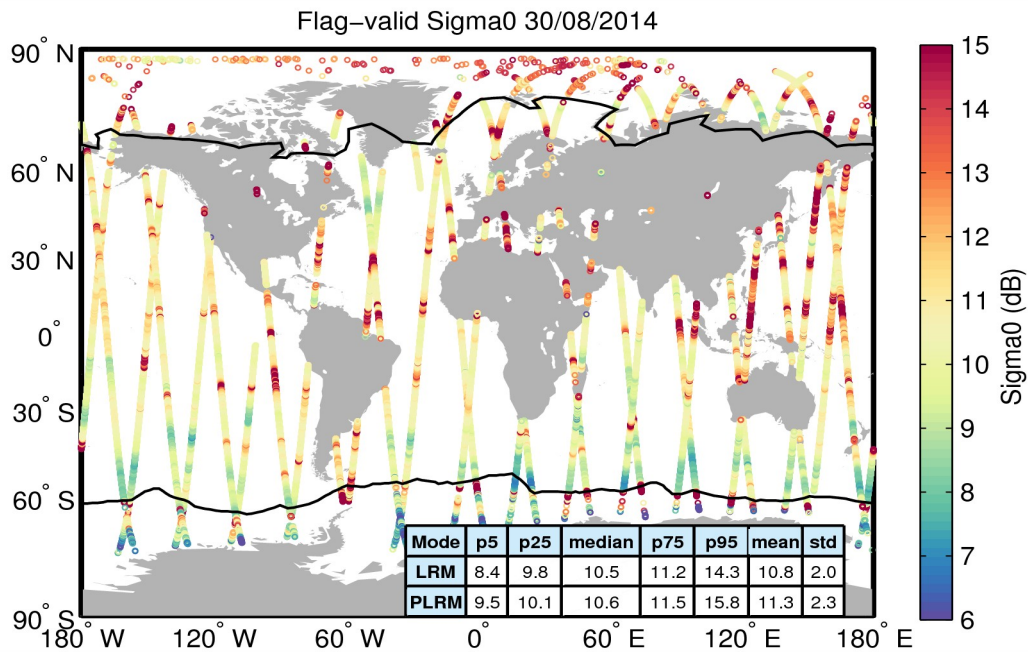 Flag−valid Sigma0 30/08/2014
90° N
60° N
30° N
0°
30° S
60° S
90° S
180° W
120° W
60° W
0°
60° E
120° E
180° E
15
14
13
12
11
10
9
8
7
6
Sigma0 (dB)
Mode p5 p25 median p75 p95 mean std
LRM 8.4 9.8 10.5 11.2 14.3 10.8 2.0
PLRM 9.5 10.1 10.6 11.5 15.8 11.3 2.3